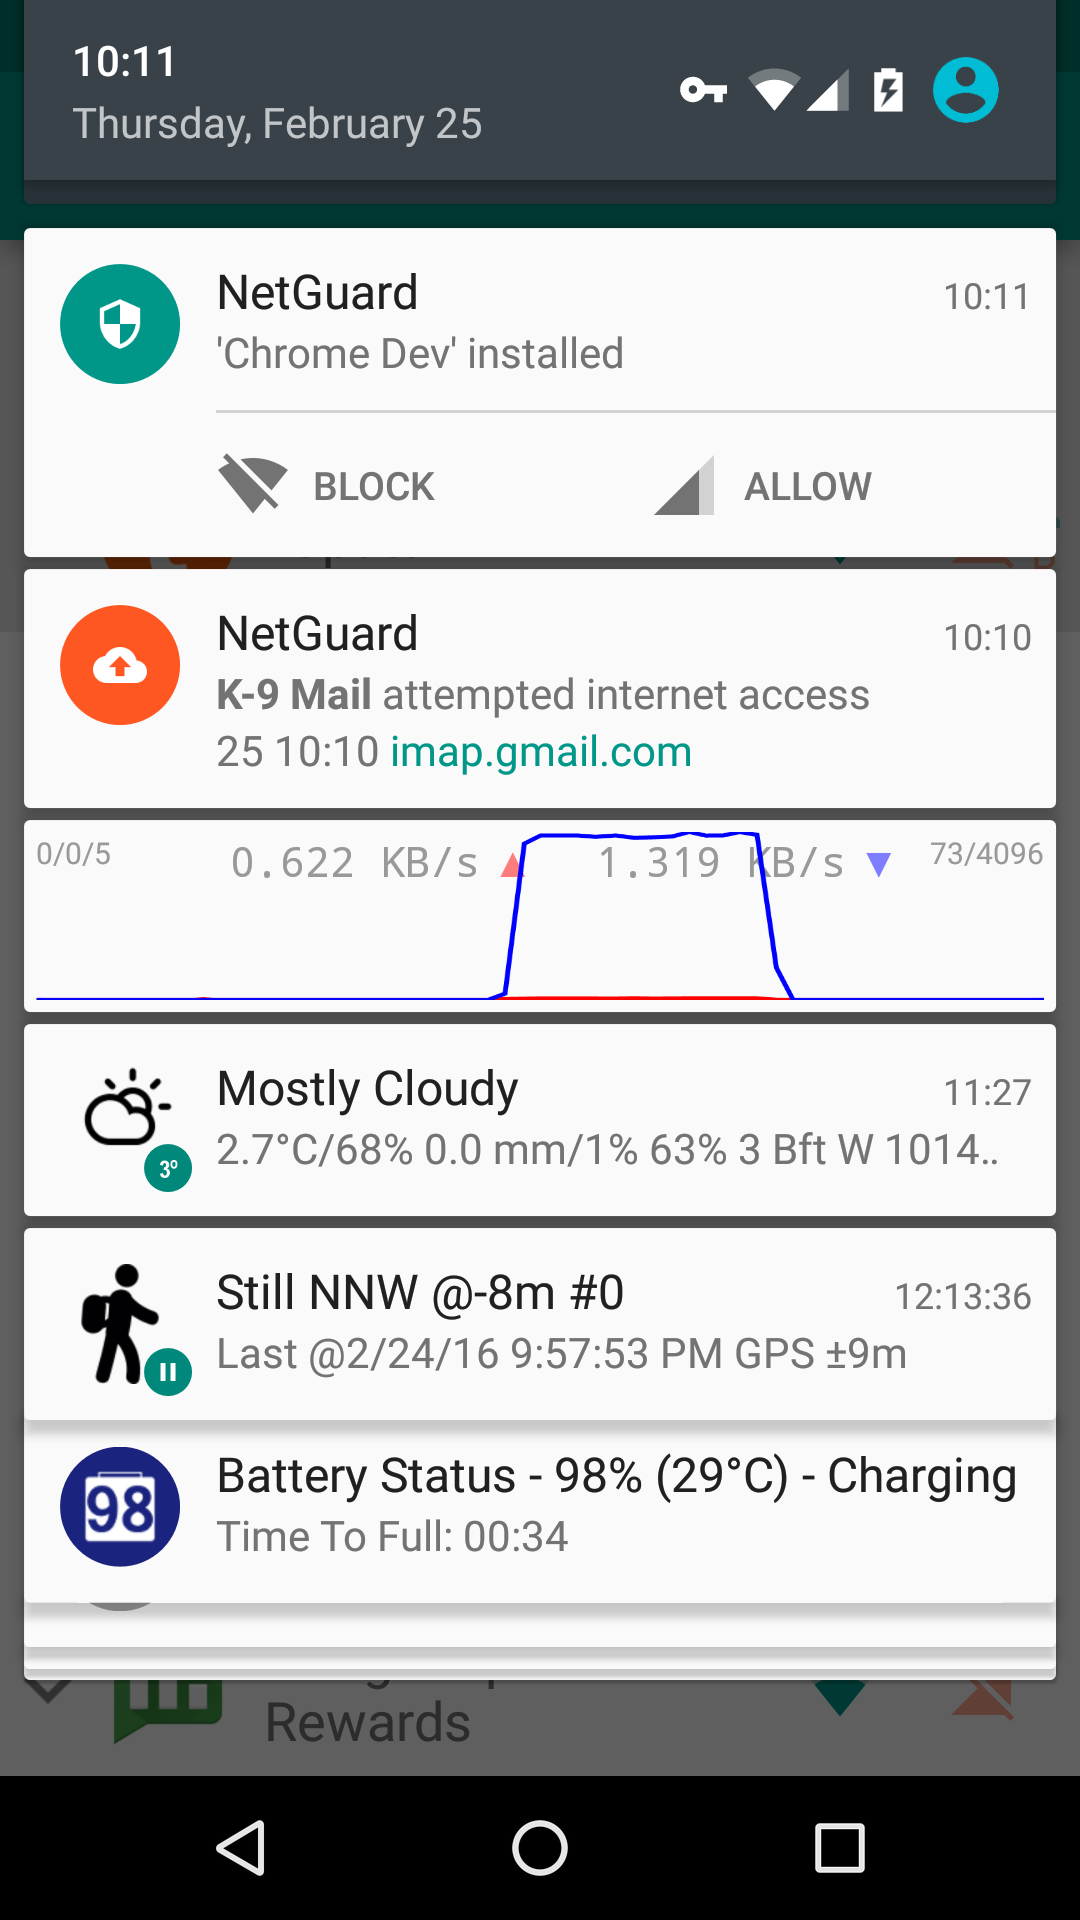 10:11
Thursday, February 25
NetGuard 10:11
'Chrome Dev' installed
BLOCK ALLOW
NetGuard 10:10
K-9 Mail attempted internet access
25 10:10 imap.gmail.com
0/0/5 0.622 KB/s 1.319 KB/s 73/4096
Mostly Cloudy 11:27
2.7°C/68% 0.0 mm/1% 63% 3 Bft W 1014..
3°
Still NNW @-8m #0 12:13:36
Last @2/24/16 9:57:53 PM GPS ±9m
Battery Status - 98% (29°C) - Charging
98
Time To Full: 00:34
Rewards